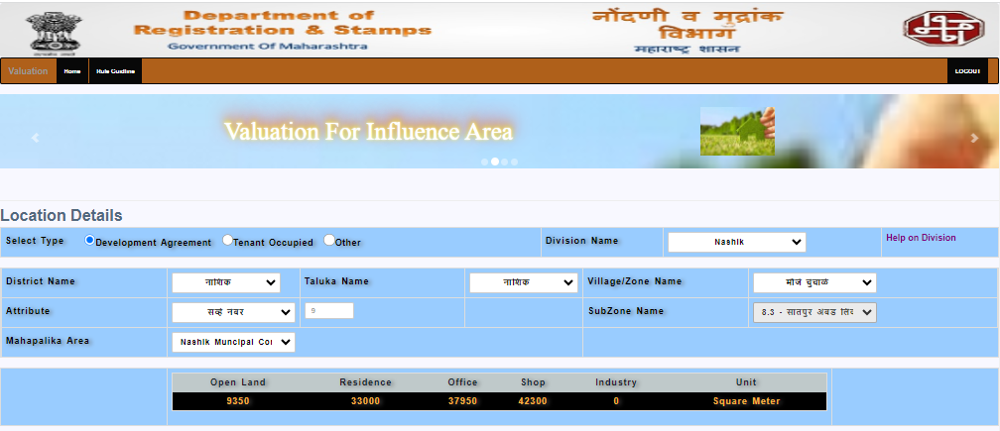 Department of
Registration & Stamps
Government Of Maharashtra
नोंदणी व मुद्रांक
विभाग
महाराष्ट्र शासन
Valuation Home Rule Guidline LOGOUT
Valuation For Influence Area
Location Details
Select Type Development Agreement Tenant Occupied Other Division Name Nashik Help on Division
District Name नाशिक Taluka Name नाशिक Village/Zone Name मौजे चुंचाळे
Attribute सर्व्हे नंबर 9 SubZone Name 8.3 - सातपूर अंबड लिंक
Mahapalika Area Nashik Muncipal Cor
Open Land Residence Office Shop Industry Unit
9350 33000 37950 42300 0 Square Meter